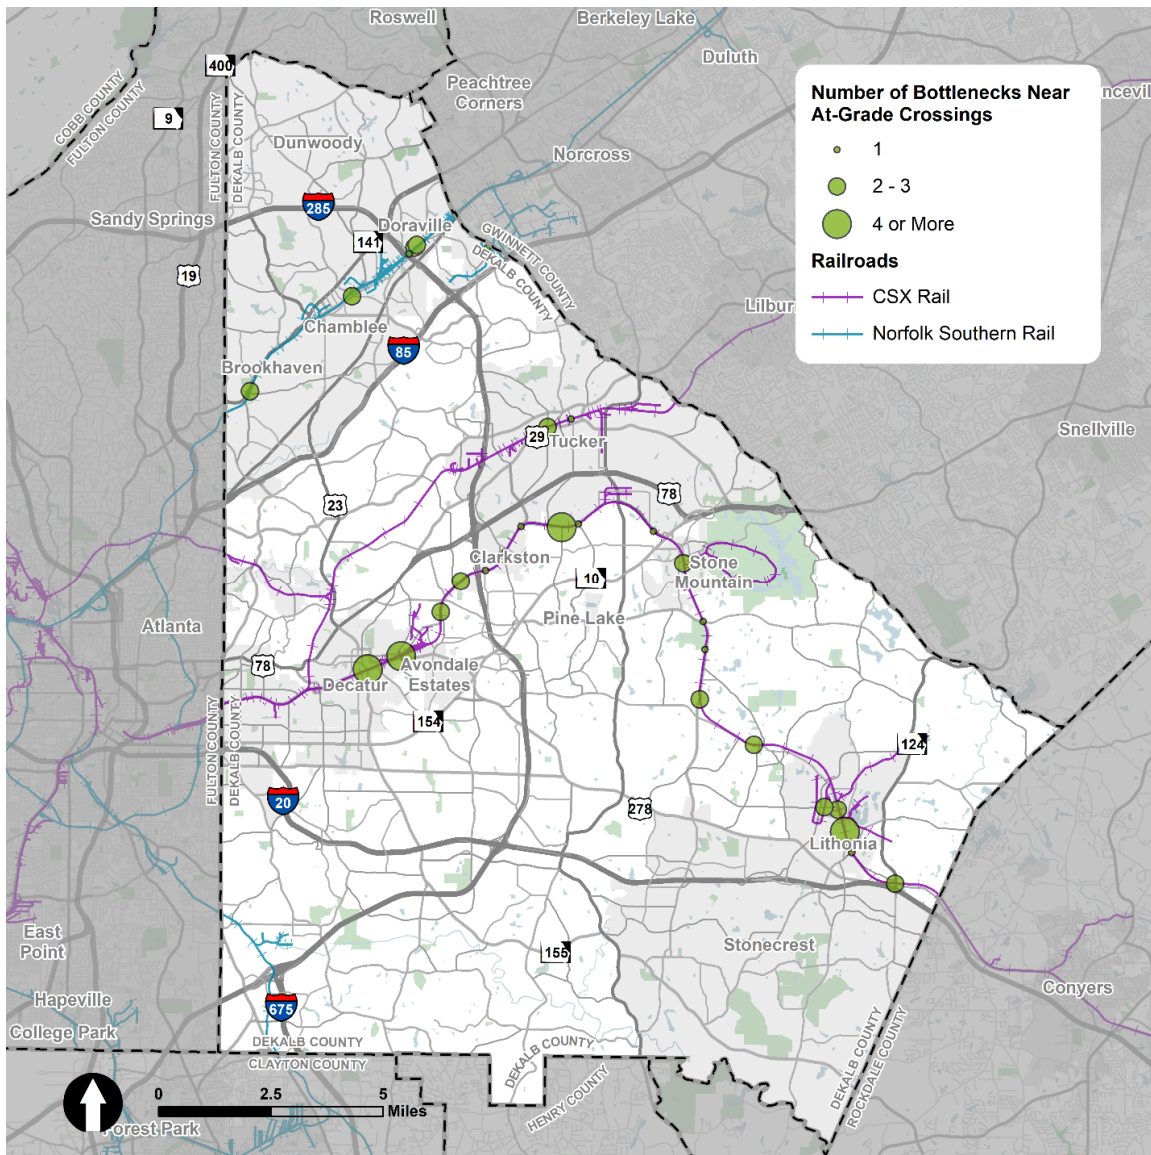 Roswell
Berkeley Lake
Duluth
400
Peachtree
Corners
Number of Bottlenecks Near
At-Grade Crossings
1
2 - 3
4 or More
Railroads
CSX Rail
Norfolk Southern Rail
COBB COUNTY
FULTON COUNTY
9
FULTON COUNTY
DEKALB COUNTY
Dunwoody
Norcross
Sandy Springs
285
141
Doraville
GWINNETT COUNTY
DEKALB COUNTY
19
Chamblee
85
Brookhaven
29
Tucker
Snellville
23
78
Clarkston
Stone
Mountain
10
Pine Lake
Atlanta
78
Avondale
Estates
Decatur
154
124
FULTON COUNTY
DEKALB COUNTY
20
278
Lithonia
East
Point
Stonecrest
155
Conyers
Hapeville
675
College Park
DEKALB COUNTY
CLAYTON COUNTY
DEKALB COUNTY
HENRY COUNTY
DEKALB COUNTY
ROCKDALE COUNTY
0
2.5
5
Miles
Forest Park